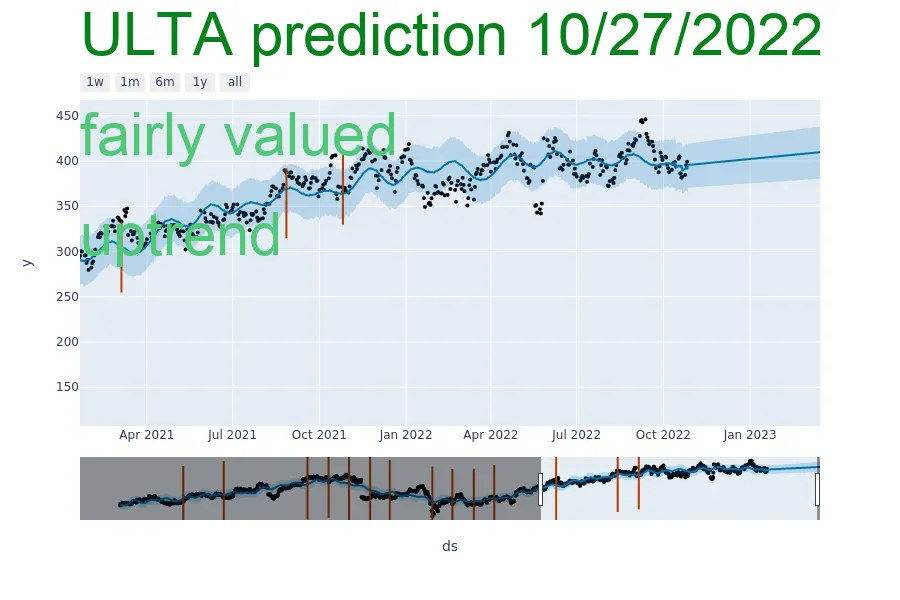 ULTA prediction 10/27/2022
1w 1m 6m 1y all
fairly valued
uptrend
450
400
350
300
250
200
150
y
Apr 2021 Jul 2021 Oct 2021 Jan 2022 Apr 2022 Jul 2022 Oct 2022 Jan 2023
ds